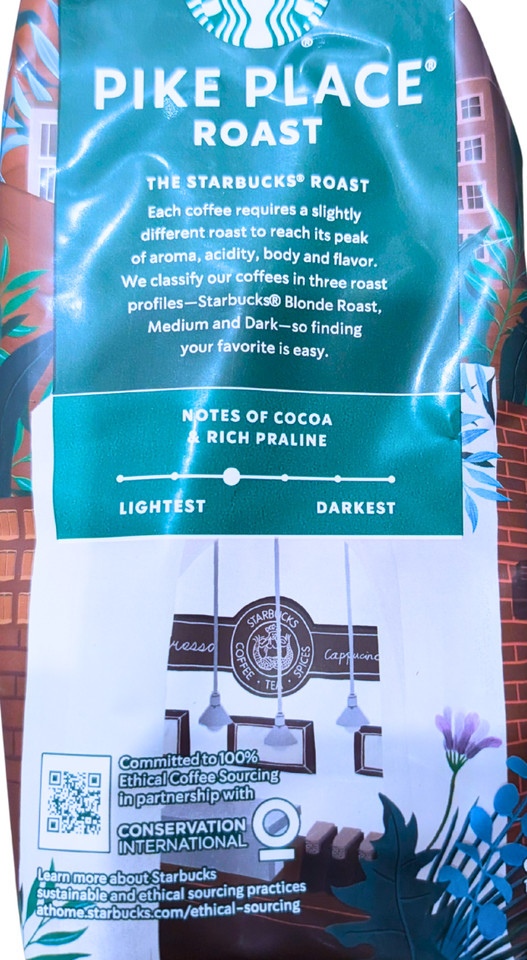 PIKE PLACE®
ROAST
THE STARBUCKS® ROAST
Each coffee requires a slightly
different roast to reach its peak
of aroma, acidity, body and flavor.
We classify our coffees in three roast
profiles—Starbucks® Blonde Roast,
Medium and Dark—so finding
your favorite is easy.
NOTES OF COCOA
& RICH PRALINE
LIGHTEST DARKEST
STARBUCKS
COFFEE • TEA • SPICES
Cappucino
Committed to 100%
Ethical Coffee Sourcing
in partnership with
CONSERVATION
INTERNATIONAL
Learn more about Starbucks
sustainable and ethical sourcing practices
athome.starbucks.com/ethical-sourcing